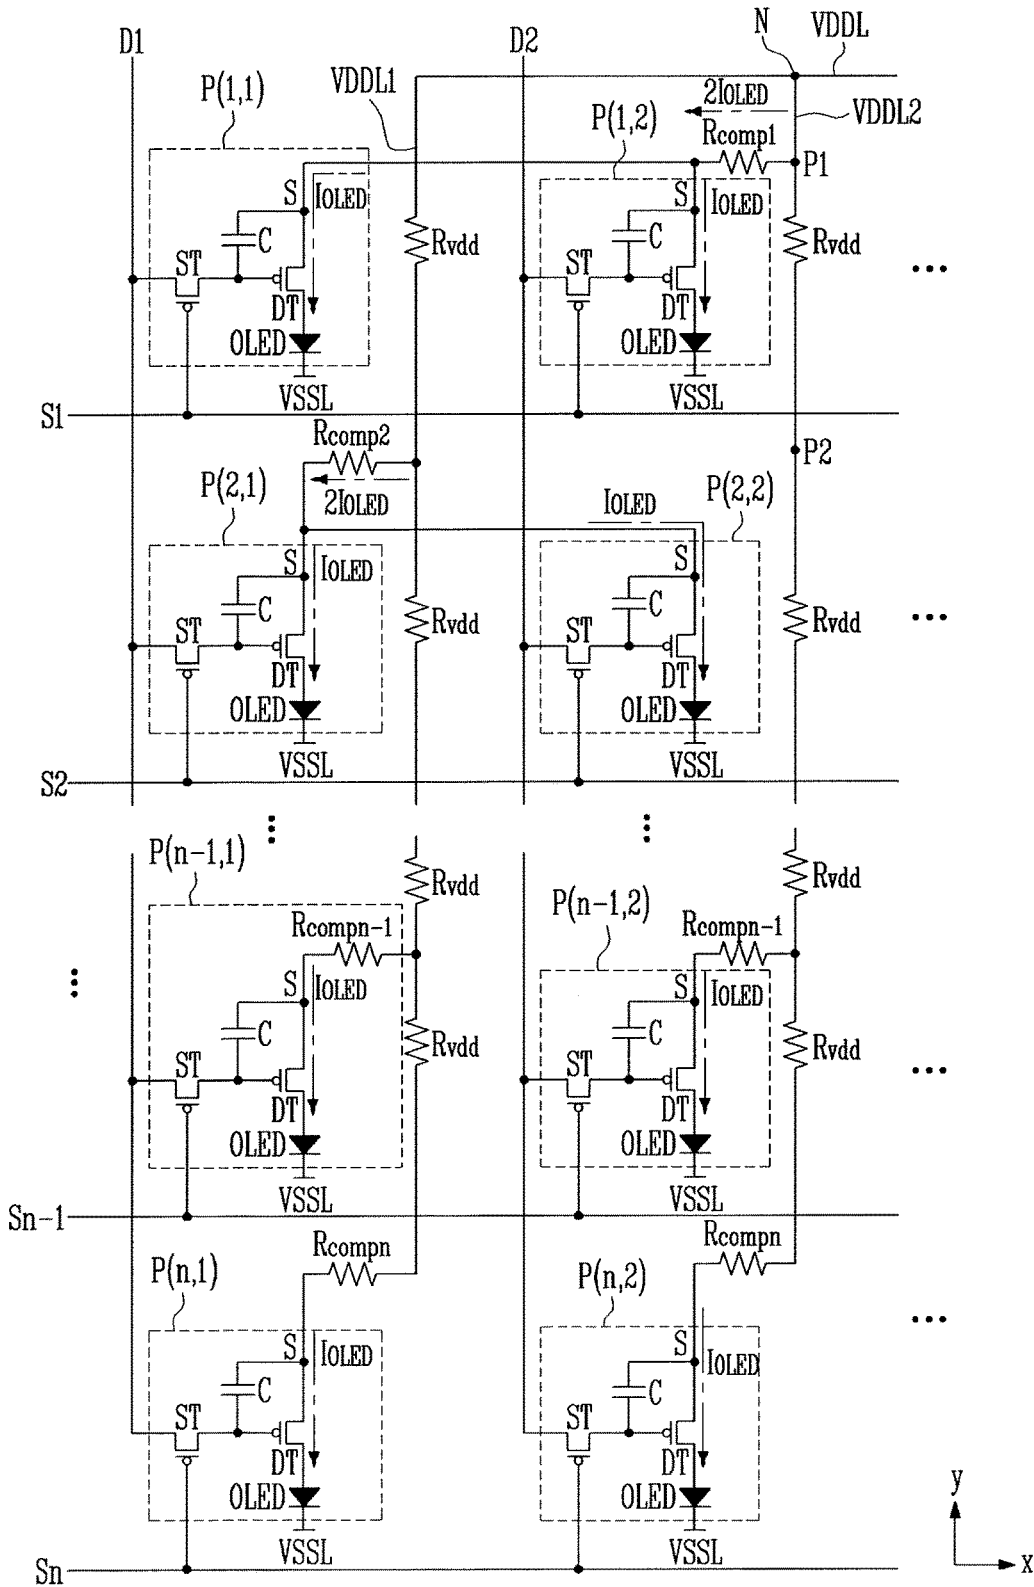 D1
D2
N
VDDL
VDDL1
P(1,1)
P(1,2)
2IOLED
VDDL2
Rcomp1
P1
S
IOLED
C
ST
DT
OLED
VSSL
Rvdd
S
IOLED
C
ST
DT
OLED
VSSL
Rvdd
...
S1
Rcomp2
2IOLED
P2
P(2,1)
IOLED
P(2,2)
S
IOLED
C
ST
DT
OLED
VSSL
Rvdd
S
C
ST
DT
OLED
VSSL
Rvdd
...
S2
...
...
P(n-1,1)
Rvdd
Rvdd
P(n-1,2)
Rcompn-1
Rcompn-1
...
S
IOLED
C
ST
DT
OLED
VSSL
Rvdd
S
IOLED
C
ST
DT
OLED
VSSL
Rvdd
...
Sn-1
Rcompn
Rcompn
P(n,1)
P(n,2)
...
S
IOLED
C
ST
DT
OLED
VSSL
S
IOLED
C
ST
DT
OLED
VSSL
Sn
y
x